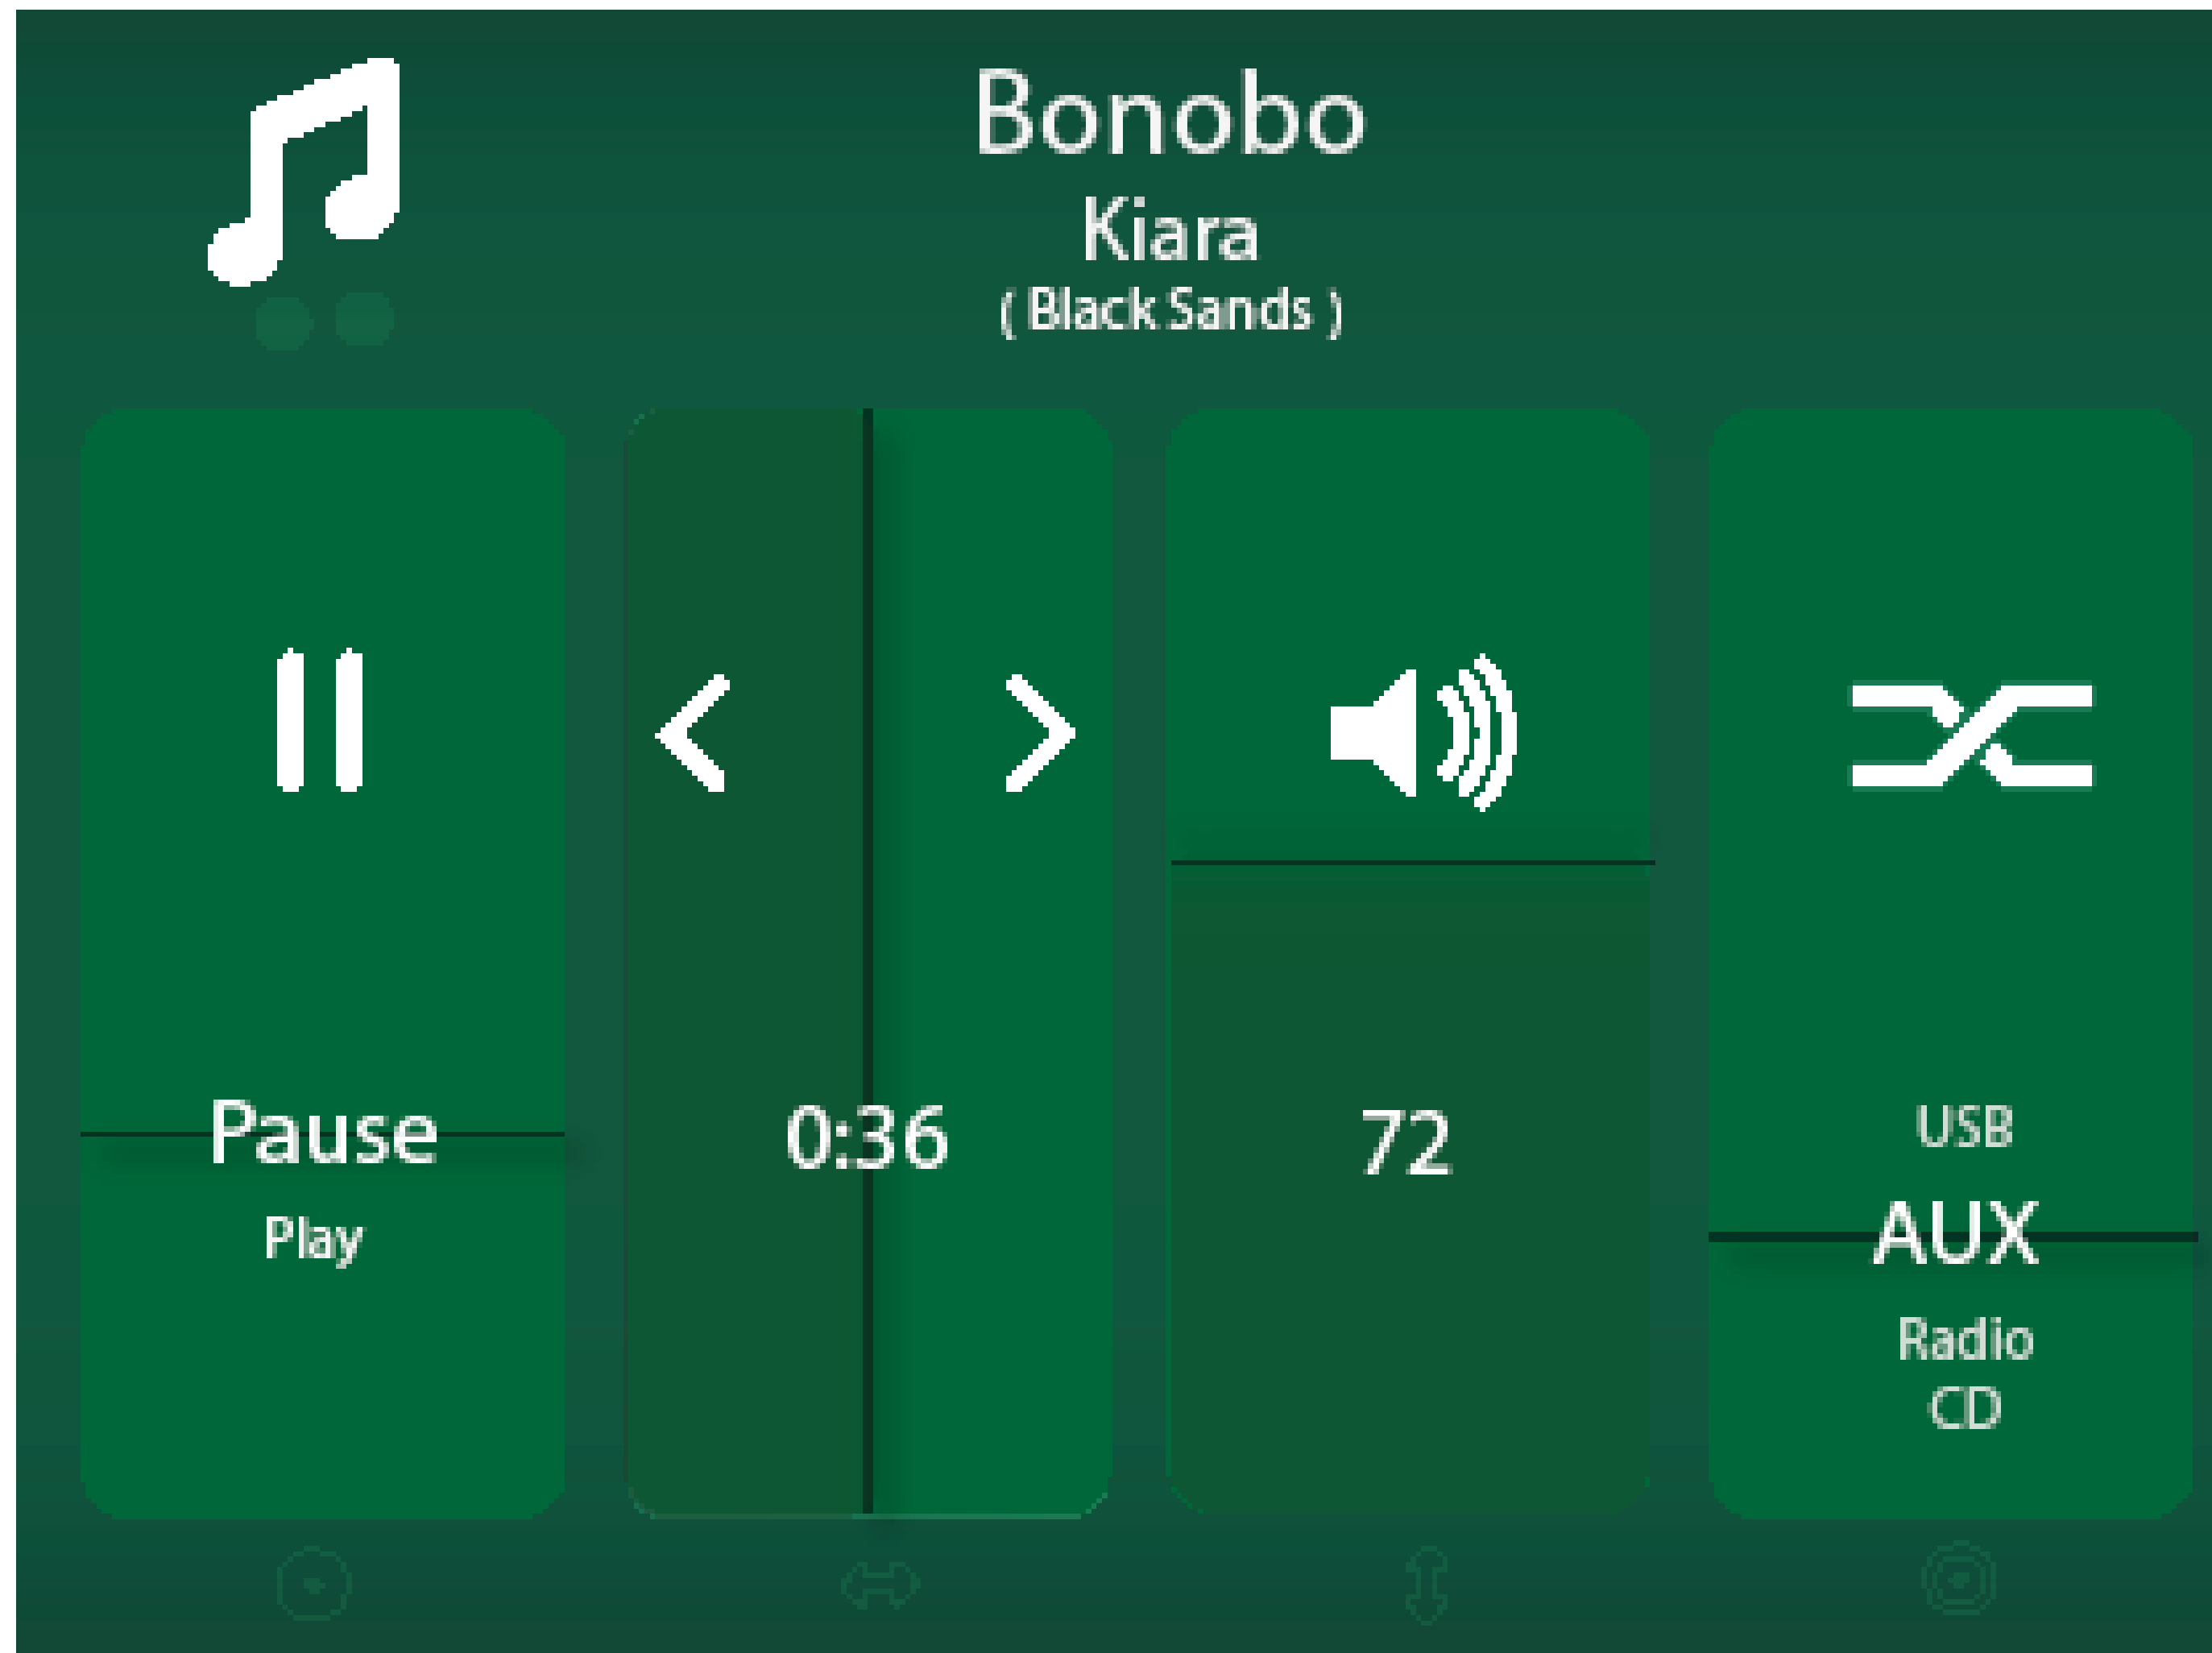 Bonobo
Kiara
( Black Sands )
Pause
Play
0:36
72
USB
AUX
Radio
CD